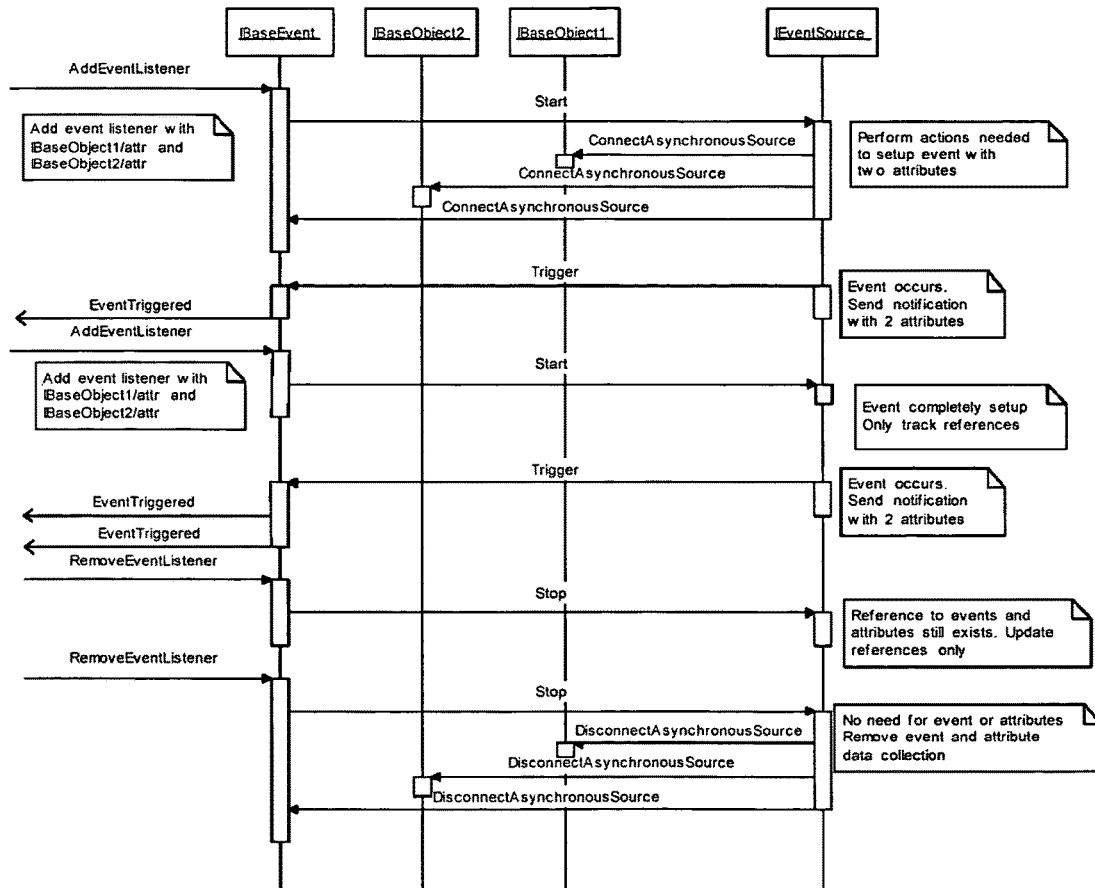 IBaseEvent
IBaseObject2
IBaseObject1
IEventSource
AddEventListener
Start
Add event listener with
IBaseObject1/attr and
IBaseObject2/attr
ConnectAsynchronousSource
Perform actions needed
to setup event with
two attributes
ConnectAsynchronousSource
ConnectAsynchronousSource
Trigger
Event occurs.
Send notification
with 2 attributes
EventTriggered
AddEventListener
Start
Add event listener with
IBaseObject1/attr and
IBaseObject2/attr
Event completely setup
Only track references
Trigger
Event occurs.
Send notification
with 2 attributes
EventTriggered
EventTriggered
RemoveEventListener
Stop
Reference to events and
attributes still exists. Update
references only
RemoveEventListener
Stop
No need for event or attributes
Remove event and attribute
data collection
DisconnectAsynchronousSource
DisconnectAsynchronousSource
DisconnectAsynchronousSource